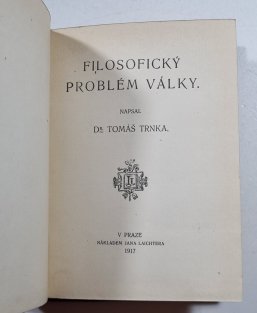 FILOSOFICKÝ
PROBLÉM VÁLKY.
NAPSAL
DR. TOMÁŠ TRNKA.
V PRAZE
NÁKLADEM JANA LAICHTERA
1917